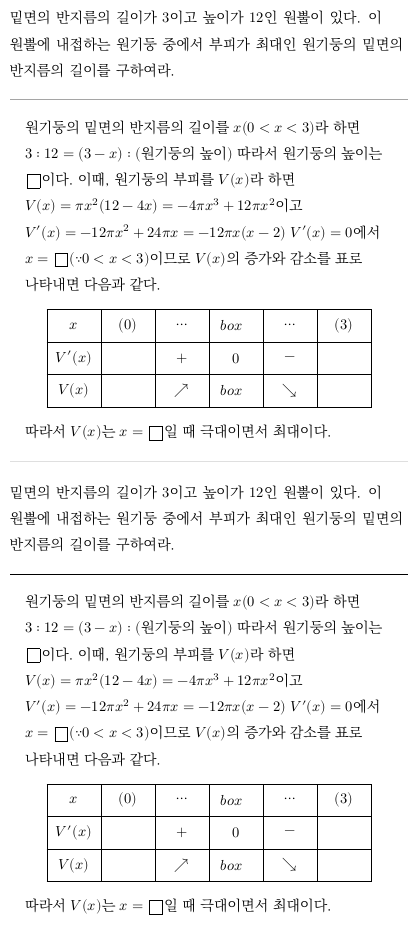 밑면의 반지름의 길이가 3이고 높이가 12인 원뿔이 있다. 이
원뿔에 내접하는 원기둥 중에서 부피가 최대인 원기둥의 밑면의
반지름의 길이를 구하여라.
원기둥의 밑면의 반지름의 길이를 x(0 < x < 3)라 하면
3 : 12 = (3 − x) : (원기둥의 높이) 따라서 원기둥의 높이는
□이다. 이때, 원기둥의 부피를 V(x)라 하면
V(x) = πx²(12 − 4x) = −4πx³ + 12πx²이고
V′(x) = −12πx² + 24πx = −12πx(x − 2) V′(x) = 0에서
x = □(∵0 < x < 3)이므로 V(x)의 증가와 감소를 표로
나타내면 다음과 같다.
x (0) ⋯ box ⋯ (3)
V′(x) + 0 −
V(x) ↗ box ↘
따라서 V(x)는 x = □일 때 극대이면서 최대이다.
밑면의 반지름의 길이가 3이고 높이가 12인 원뿔이 있다. 이
원뿔에 내접하는 원기둥 중에서 부피가 최대인 원기둥의 밑면의
반지름의 길이를 구하여라.
원기둥의 밑면의 반지름의 길이를 x(0 < x < 3)라 하면
3 : 12 = (3 − x) : (원기둥의 높이) 따라서 원기둥의 높이는
□이다. 이때, 원기둥의 부피를 V(x)라 하면
V(x) = πx²(12 − 4x) = −4πx³ + 12πx²이고
V′(x) = −12πx² + 24πx = −12πx(x − 2) V′(x) = 0에서
x = □(∵0 < x < 3)이므로 V(x)의 증가와 감소를 표로
나타내면 다음과 같다.
x (0) ⋯ box ⋯ (3)
V′(x) + 0 −
V(x) ↗ box ↘
따라서 V(x)는 x = □일 때 극대이면서 최대이다.